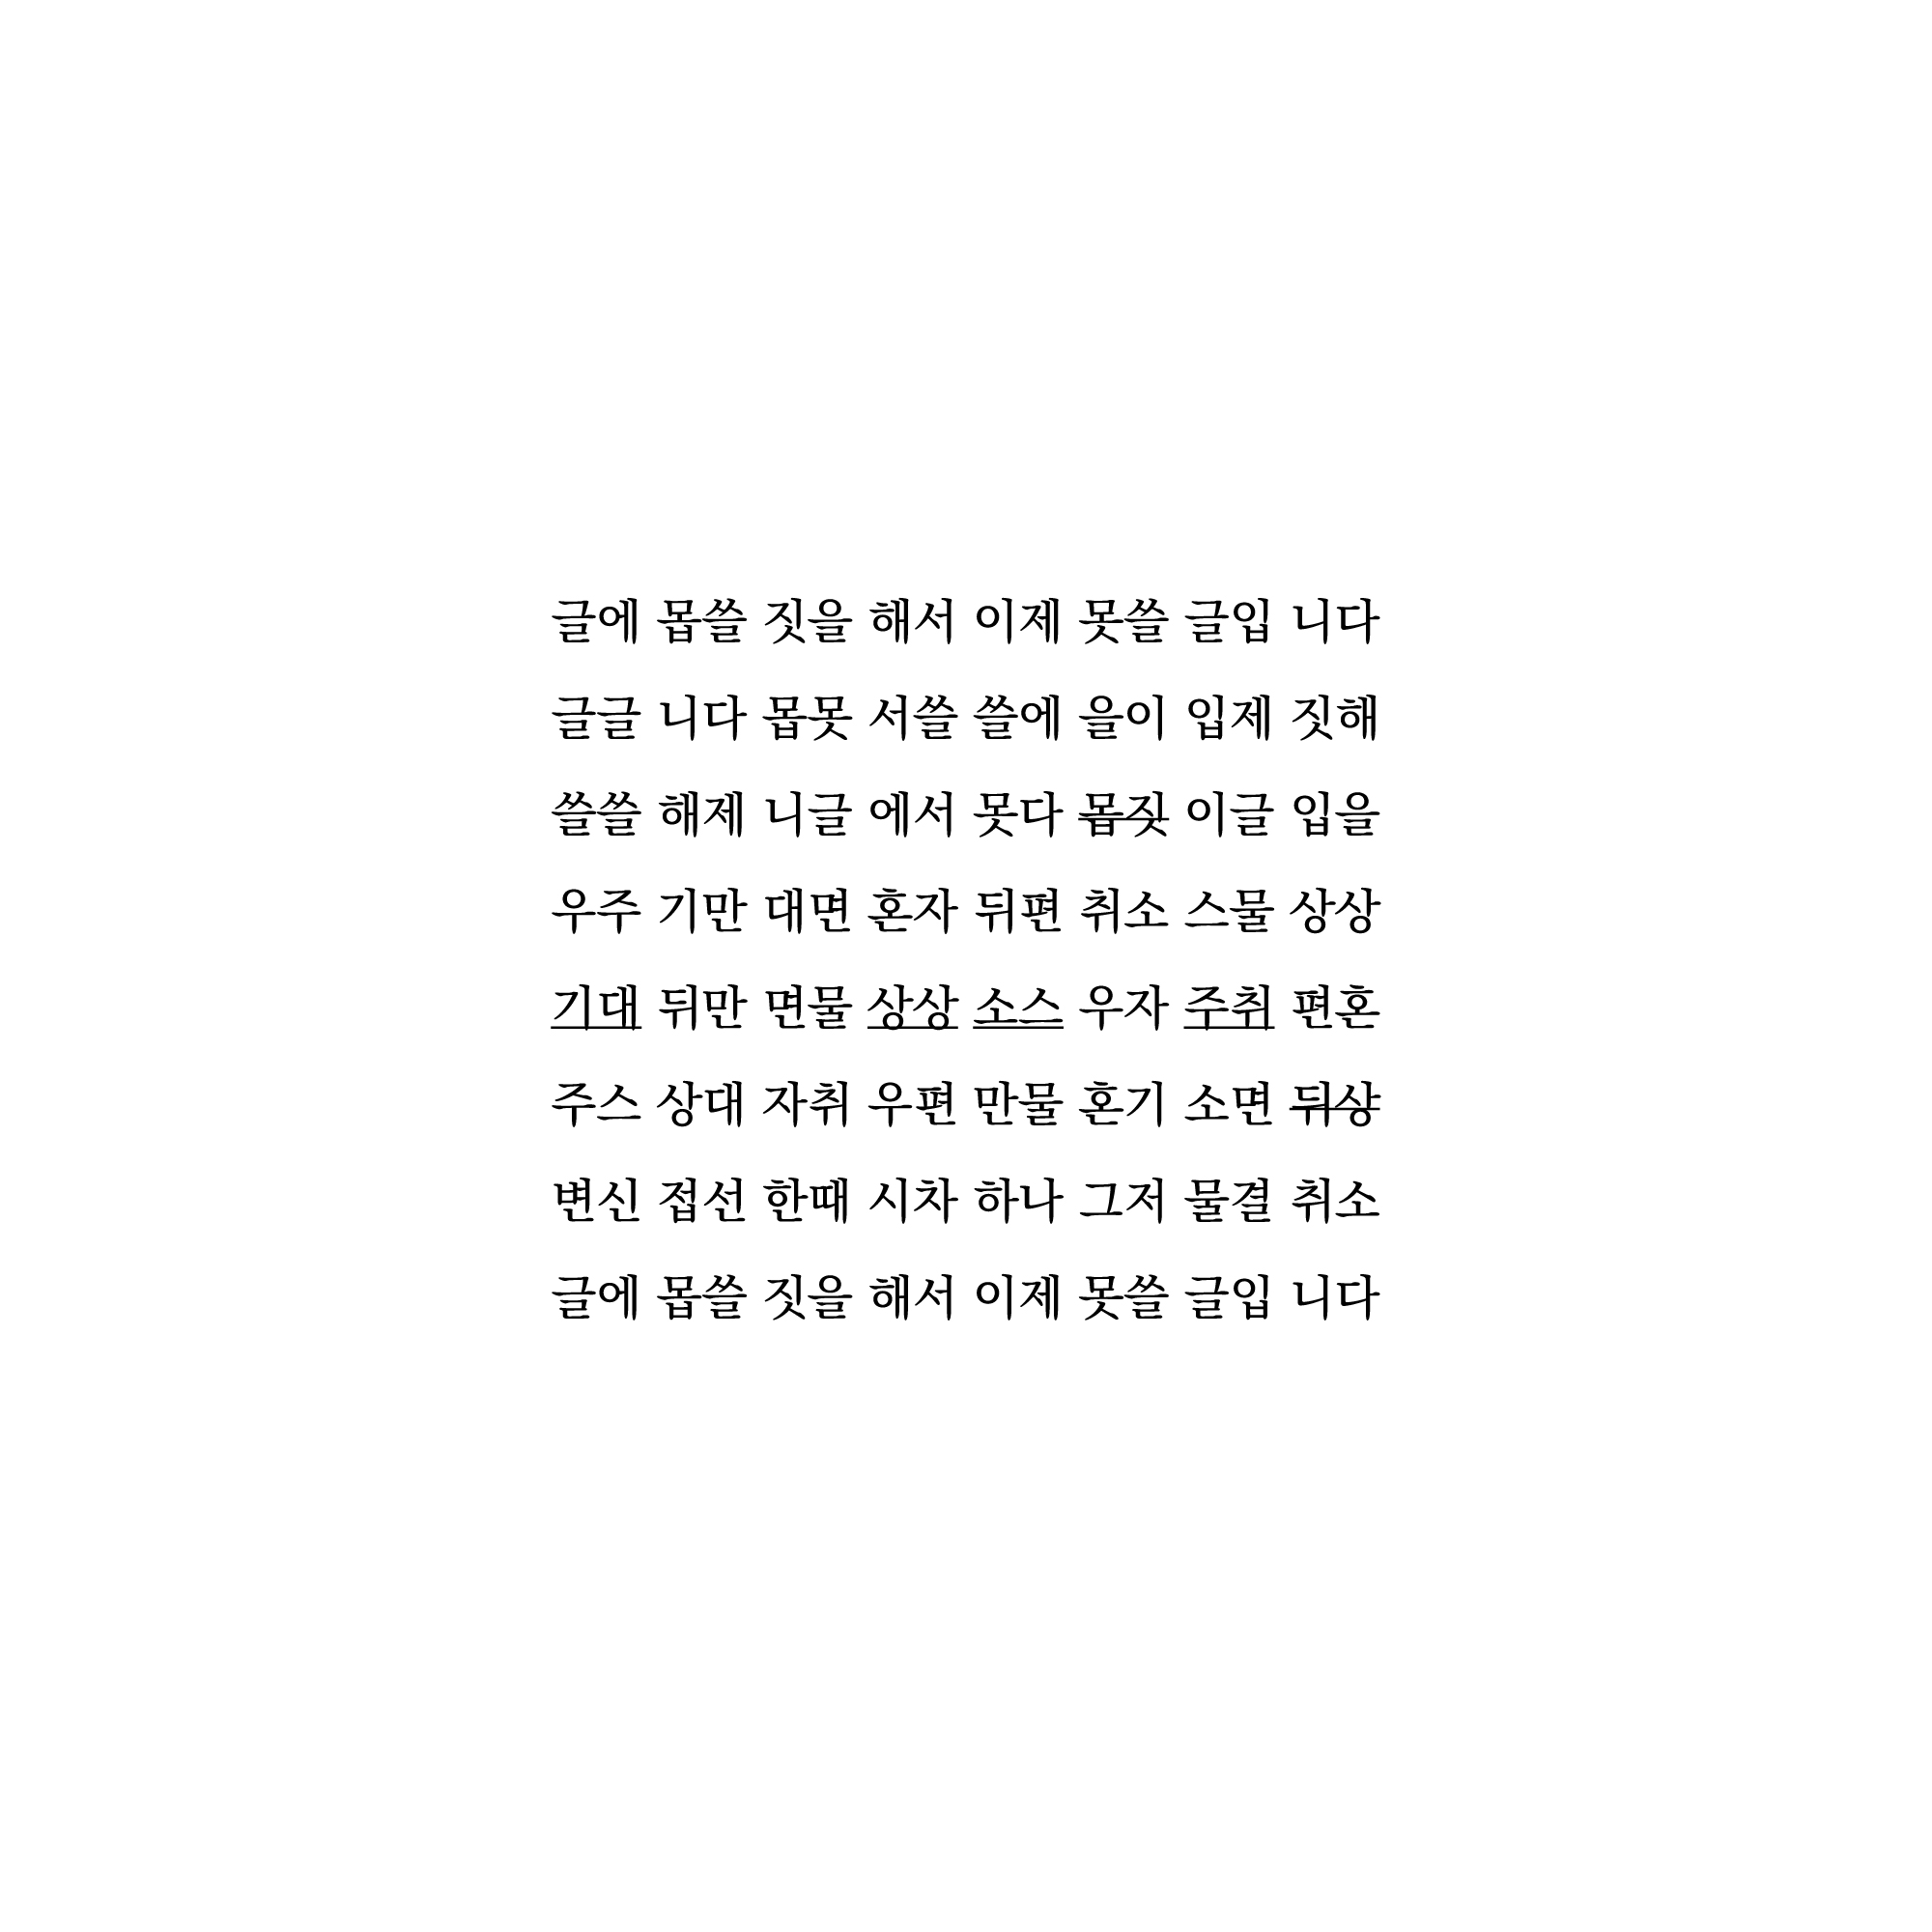 글에 몹쓸 짓을 해서 이제 못쓸 글입 니다
글글 니다 몹못 서쓸 쓸에 을이 입제 짓해
쓸쓸 해제 니글 에서 못다 몹짓 이글 입을
우주 기만 대면 혼자 뒤편 취소 스물 상상
기대 뒤만 면물 상상 소스 우자 주취 편혼
주스 상대 자취 우편 만물 혼기 소면 뒤상
변신 접선 한때 시차 하나 그저 물결 취소
글에 몹쓸 짓을 해서 이제 못쓸 글입 니다